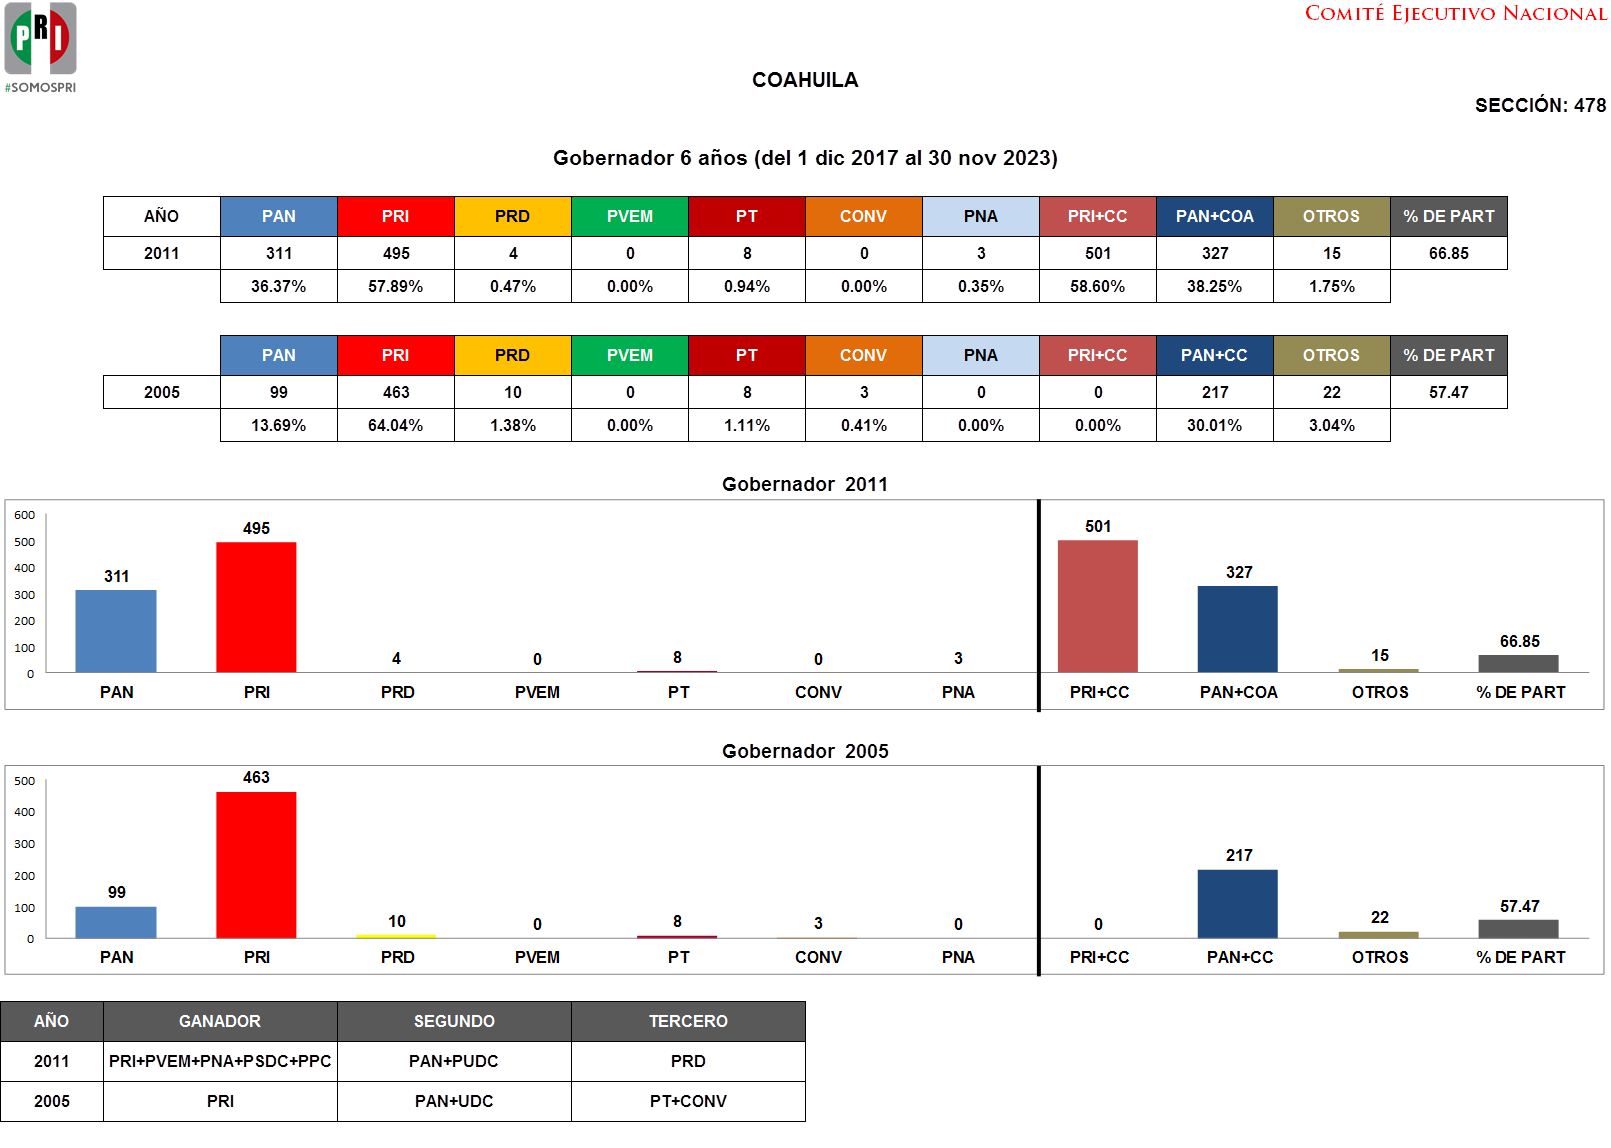 PRI
#SOMOSPRI
COMITÉ EJECUTIVO NACIONAL
COAHUILA
SECCIÓN: 478
Gobernador 6 años (del 1 dic 2017 al 30 nov 2023)
AÑO PAN PRI PRD PVEM PT CONV PNA PRI+CC PAN+COA OTROS % DE PART
2011 311 495 4 0 8 0 3 501 327 15 66.85
36.37% 57.89% 0.47% 0.00% 0.94% 0.00% 0.35% 58.60% 38.25% 1.75%
PAN PRI PRD PVEM PT CONV PNA PRI+CC PAN+CC OTROS % DE PART
2005 99 463 10 0 8 3 0 0 217 22 57.47
13.69% 64.04% 1.38% 0.00% 1.11% 0.41% 0.00% 0.00% 30.01% 3.04%
Gobernador 2011
600
500
400
300
200
100
0
311 495 4 0 8 0 3 501 327 15 66.85
PAN PRI PRD PVEM PT CONV PNA PRI+CC PAN+COA OTROS % DE PART
Gobernador 2005
500
400
300
200
100
0
99 463 10 0 8 3 0 0 217 22 57.47
PAN PRI PRD PVEM PT CONV PNA PRI+CC PAN+CC OTROS % DE PART
AÑO GANADOR SEGUNDO TERCERO
2011 PRI+PVEM+PNA+PSDC+PPC PAN+PUDC PRD
2005 PRI PAN+UDC PT+CONV